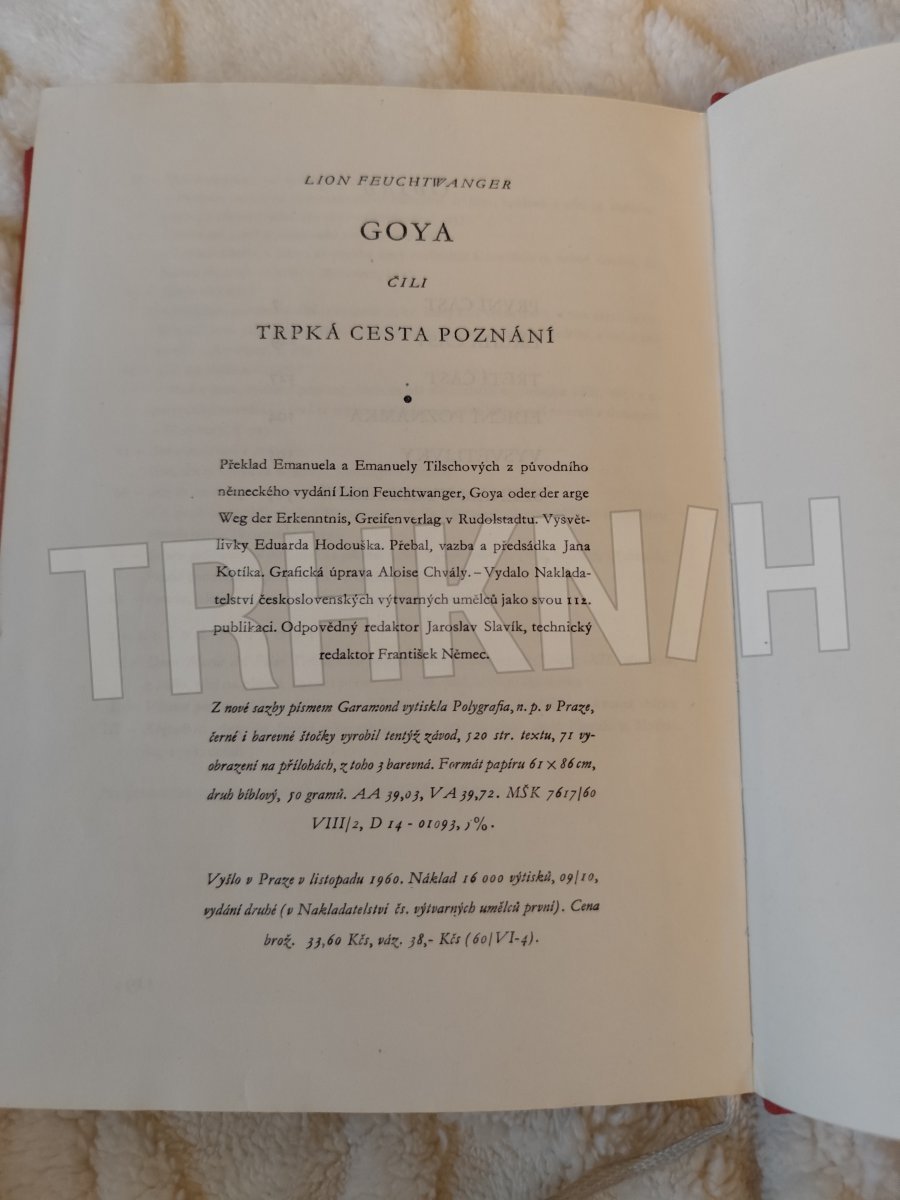 LION FEUCHTWANGER
GOYA
ČILI
TRPKÁ CESTA POZNÁNÍ
Překlad Emanuela a Emanuely Tilschových z původního
německého vydání Lion Feuchtwanger, Goya oder der arge
Weg der Erkenntnis, Greifenverlag v Rudolstadtu. Vysvět-
livky Eduarda Hodouška. Přebal, vazba a předsádka Jana
Kotíka. Grafická úprava Aloise Chvály. – Vydalo Naklada-
telství československých výtvarných umělců jako svou 112.
publikaci. Odpovědný redaktor Jaroslav Slavík, technický
redaktor František Němec.
Z nové sazby písmem Garamond vytiskla Polygrafia, n. p. v Praze,
černé i barevné štočky vyrobil tentýž závod, 520 str. textu, 71 vy-
obrazení na přílohách, z toho 3 barevná. Formát papíru 61 × 86 cm,
druh bíblový, 50 gramů. AA 39,03, VA 39,72. MŠK 7617/60
VIII/2, D 14 - 01093, 5%.
Vyšlo v Praze v listopadu 1960. Náklad 16 000 výtisků, 09/10,
vydání druhé (v Nakladatelství čs. výtvarných umělců první). Cena
brož. 33,60 Kčs, váz. 38,- Kčs (60/VI-4).
TRHKNIH